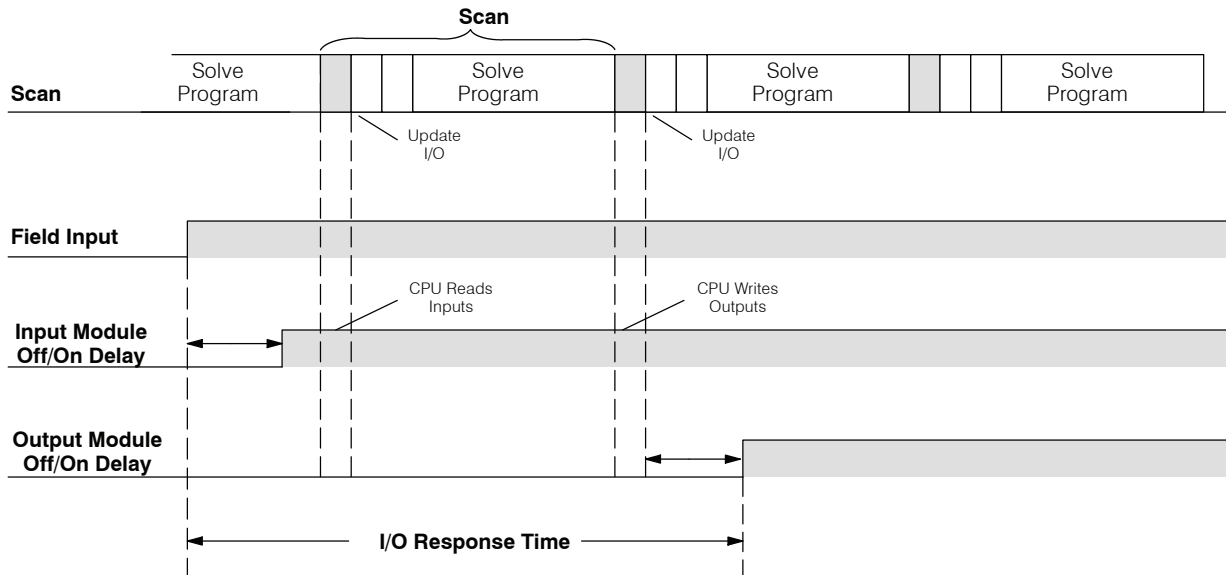 Scan
Solve
Program
Solve
Program
Solve
Program
Solve
Program
Scan
Update
I/O
Update
I/O
Field Input
CPU Reads
Inputs
CPU Writes
Outputs
Input Module
Off/On Delay
Output Module
Off/On Delay
I/O Response Time